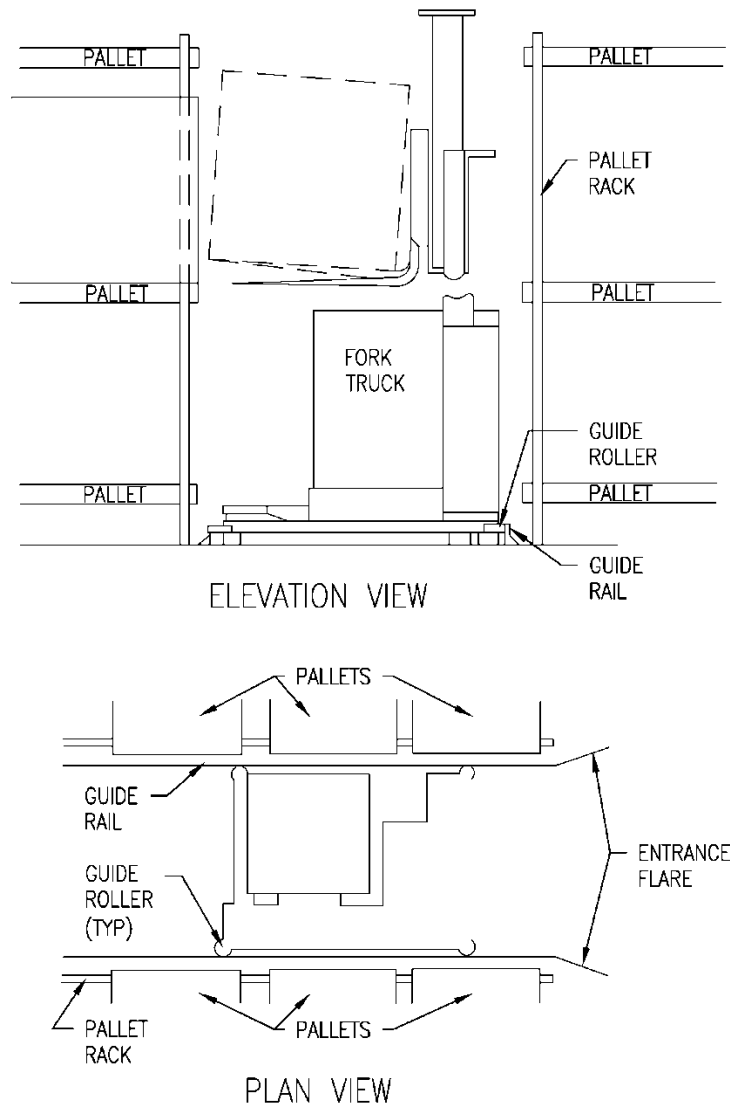 PALLET
PALLET
PALLET
RACK
PALLET
PALLET
FORK
TRUCK
GUIDE
ROLLER
PALLET
PALLET
GUIDE
RAIL
ELEVATION VIEW
PALLETS
GUIDE
RAIL
ENTRANCE
FLARE
GUIDE
ROLLER
(TYP)
PALLET
RACK
PALLETS
PLAN VIEW